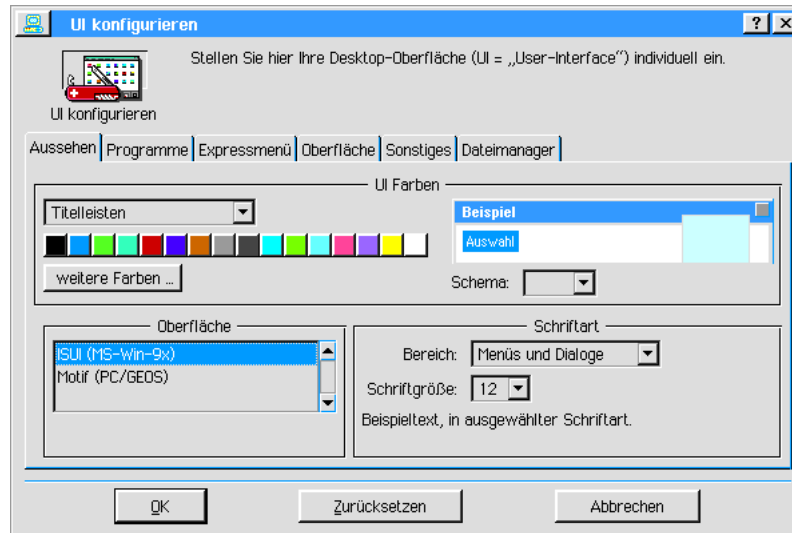 UI konfigurieren
Stellen Sie hier Ihre Desktop-Oberfläche (UI = „User-Interface“) individuell ein.
UI konfigurieren
Aussehen Programme Expressmenü Oberfläche Sonstiges Dateimanager
UI Farben
Titelleisten
Beispiel
Auswahl
weitere Farben ...
Schema:
Oberfläche
ISUI (MS-Win-9x)
Motif (PC/GEOS)
Schriftart
Bereich: Menüs und Dialoge
Schriftgröße: 12
Beispieltext, in ausgewählter Schriftart.
OK Zurücksetzen Abbrechen